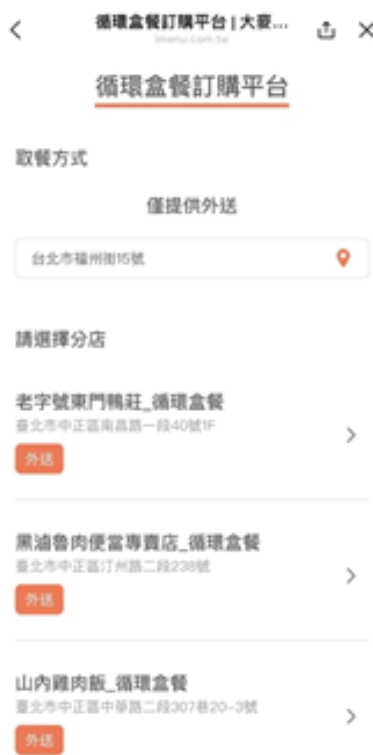 循環盒餐訂購平台 | 大麥...
imenu.com.tw
循環盒餐訂購平台
取餐方式
僅提供外送
台北市福州街15號
請選擇分店
老字號東門鴨莊_循環盒餐
臺北市中正區南昌路一段40號1F
外送
黑滷魯肉便當專賣店_循環盒餐
臺北市中正區汀州路二段238號
外送
山內雞肉飯_循環盒餐
臺北市中正區中華路二段307巷20-3號
外送